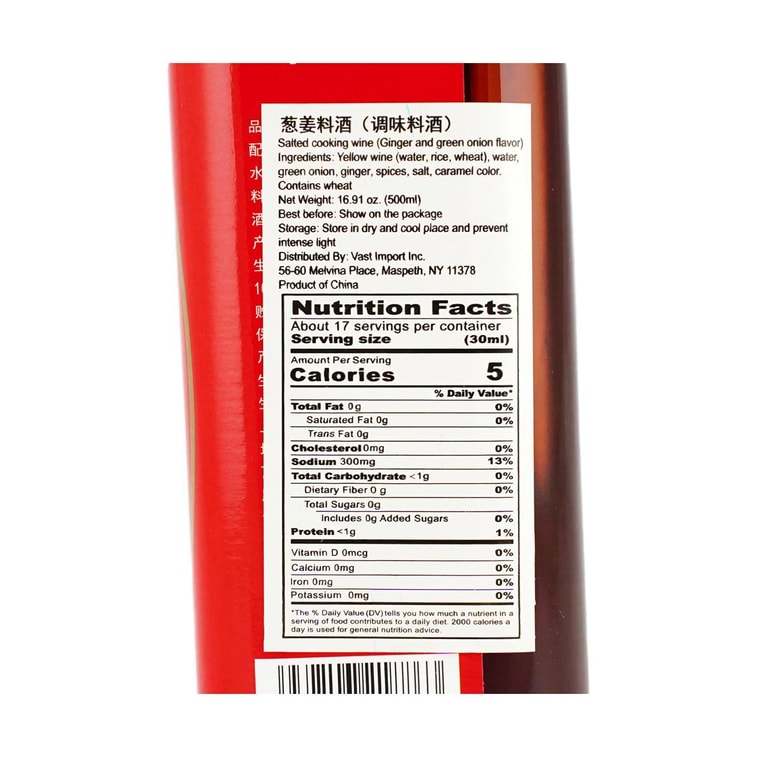 品
配
水
料
酒
产
生
10
贮
保
产
生
生
葱姜料酒（调味料酒）
Salted cooking wine (Ginger and green onion flavor)
Ingredients: Yellow wine (water, rice, wheat), water,
green onion, ginger, spices, salt, caramel color.
Contains wheat
Net Weight: 16.91 oz. (500ml)
Best before: Show on the package
Storage: Store in dry and cool place and prevent
intense light
Distributed By: Vast Import Inc.
56-60 Melvina Place, Maspeth, NY 11378
Product of China
Nutrition Facts
About 17 servings per container
Serving size (30ml)
Amount Per Serving
Calories 5
% Daily Value*
Total Fat 0g 0%
Saturated Fat 0g 0%
Trans Fat 0g
Cholesterol 0mg 0%
Sodium 300mg 13%
Total Carbohydrate <1g 0%
Dietary Fiber 0 g 0%
Total Sugars 0g
Includes 0g Added Sugars 0%
Protein <1g 1%
Vitamin D 0mcg 0%
Calcium 0mg 0%
Iron 0mg 0%
Potassium 0mg 0%
*The % Daily Value (DV) tells you how much a nutrient in a
serving of food contributes to a daily diet. 2000 calories a
day is used for general nutrition advice.